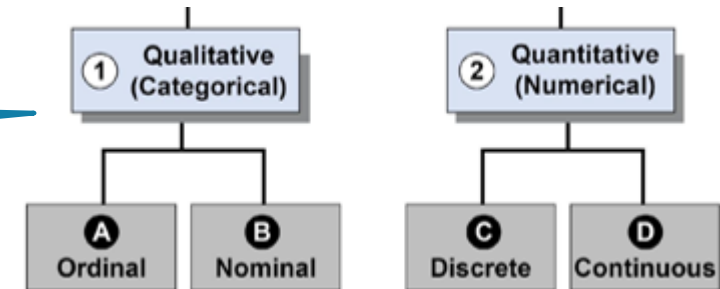 1 Qualitative
(Categorical)
2 Quantitative
(Numerical)
A
Ordinal
B
Nominal
C
Discrete
D
Continuous